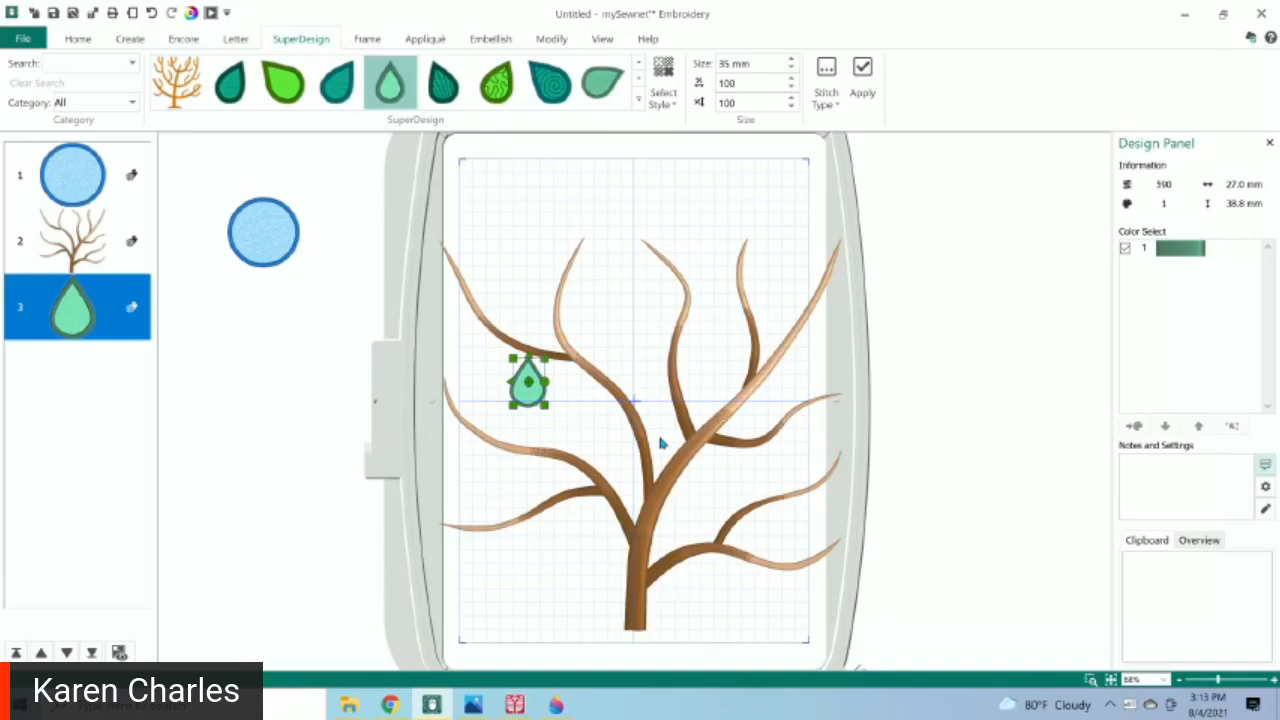 Untitled - mySewnet™ Embroidery
File Home Create Encore Letter SuperDesign Frame Appliqué Embellish Modify View Help
Search:
Clear Search
Category: All
Category
SuperDesign
Select Style
Size: 35 mm
100
100
Size
Stitch Type
Apply
1
2
3
Design Panel
Information
590 27.0 mm
1 38.8 mm
Color Select
1
Notes and Settings
Clipboard Overview
68%
Karen Charles
80°F Cloudy
3:13 PM
8/4/2021